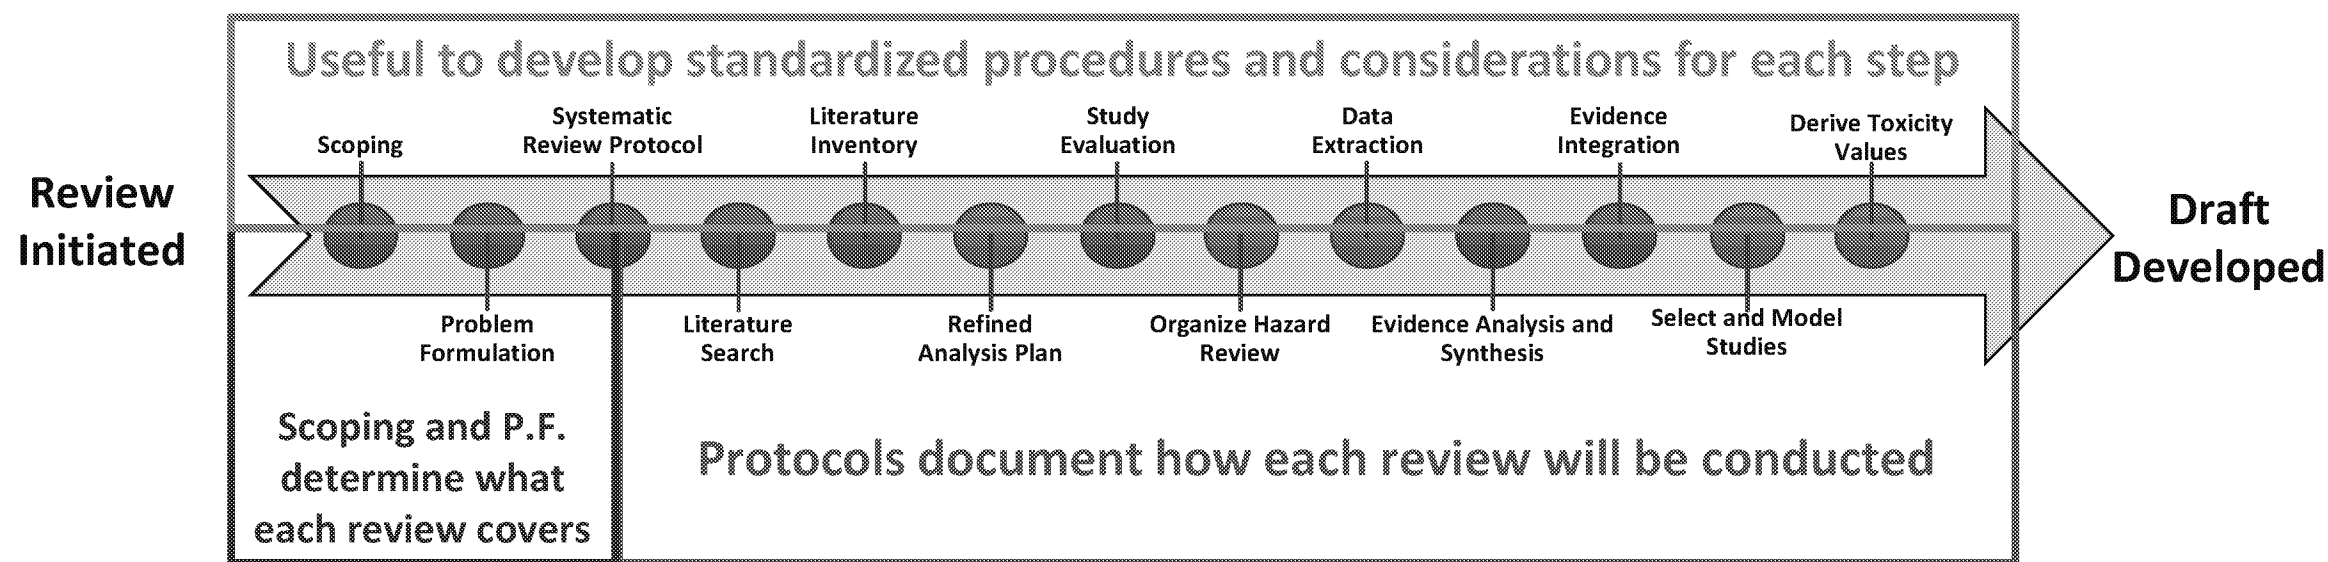 Useful to develop standardized procedures and considerations for each step
Review
Initiated
Scoping
Problem
Formulation
Systematic
Review Protocol
Literature
Search
Literature
Inventory
Refined
Analysis Plan
Study
Evaluation
Organize Hazard
Review
Data
Extraction
Evidence Analysis and
Synthesis
Evidence
Integration
Select and Model
Studies
Derive Toxicity
Values
Draft
Developed
Scoping and P.F.
determine what
each review covers
Protocols document how each review will be conducted